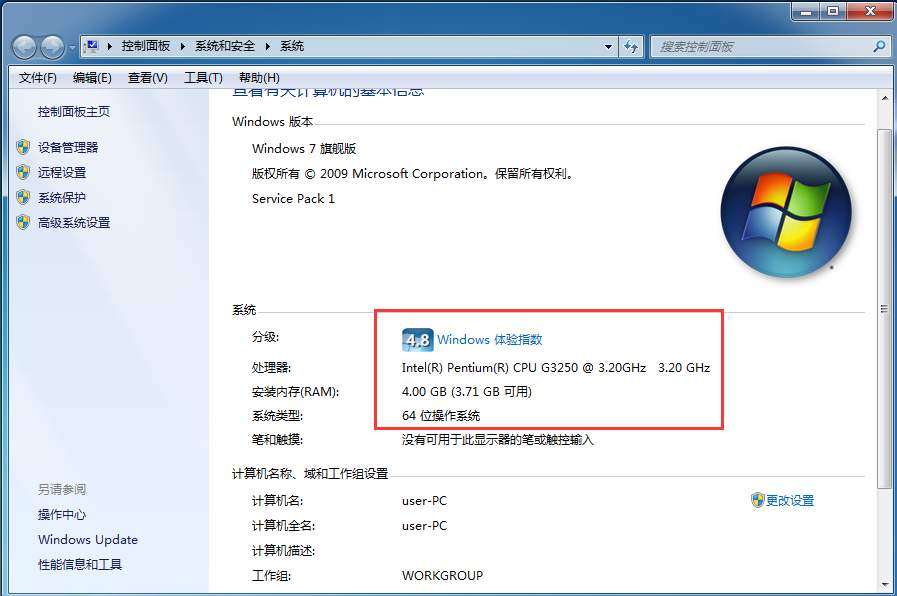 控制面板 系统和安全 系统 搜索控制面板
文件(F) 编辑(E) 查看(V) 工具(T) 帮助(H)
控制面板主页
设备管理器
远程设置
系统保护
高级系统设置
另请参阅
操作中心
Windows Update
性能信息和工具
查看有关计算机的基本信息
Windows 版本
Windows 7 旗舰版
版权所有 © 2009 Microsoft Corporation。保留所有权利。
Service Pack 1
系统
分级: 4.8 Windows 体验指数
处理器: Intel(R) Pentium(R) CPU G3250 @ 3.20GHz 3.20 GHz
安装内存(RAM): 4.00 GB (3.71 GB 可用)
系统类型: 64 位操作系统
笔和触摸: 没有可用于此显示器的笔或触控输入
计算机名称、域和工作组设置
计算机名: user-PC 更改设置
计算机全名: user-PC
计算机描述:
工作组: WORKGROUP